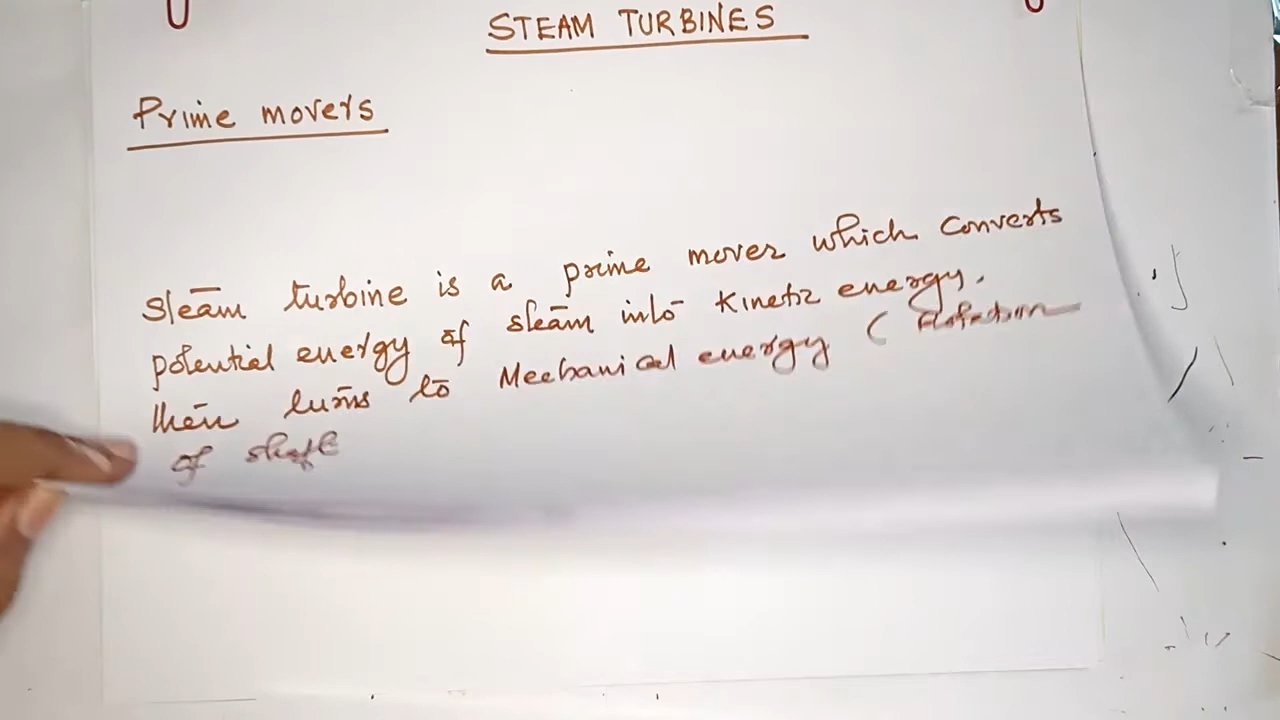 STEAM TURBINES
Prime movers
Steam turbine is a prime mover which converts
potential energy of steam into kinetic energy.
then turns to Mechanical energy ( Rotation
of shaft